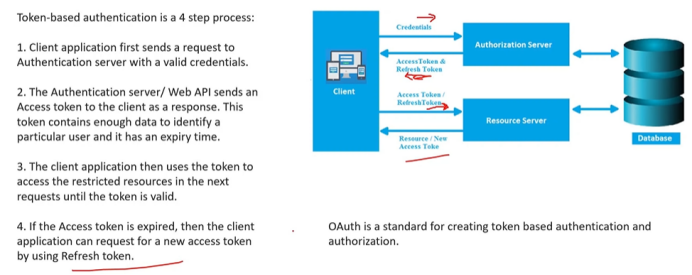 Token-based authentication is a 4 step process:
1. Client application first sends a request to
Authentication server with a valid credentials.
2. The Authentication server/ Web API sends an
Access token to the client as a response. This
token contains enough data to identify a
particular user and it has an expiry time.
3. The client application then uses the token to
access the restricted resources in the next
requests until the token is valid.
4. If the Access token is expired, then the client
application can request for a new access token
by using Refresh token.
Client
Credentials
Access Token &
Refresh Token
Access Token /
Refresh Token
Resource / New
Access Toke
Authorization Server
Resource Server
Database
OAuth is a standard for creating token based authentication and
authorization.